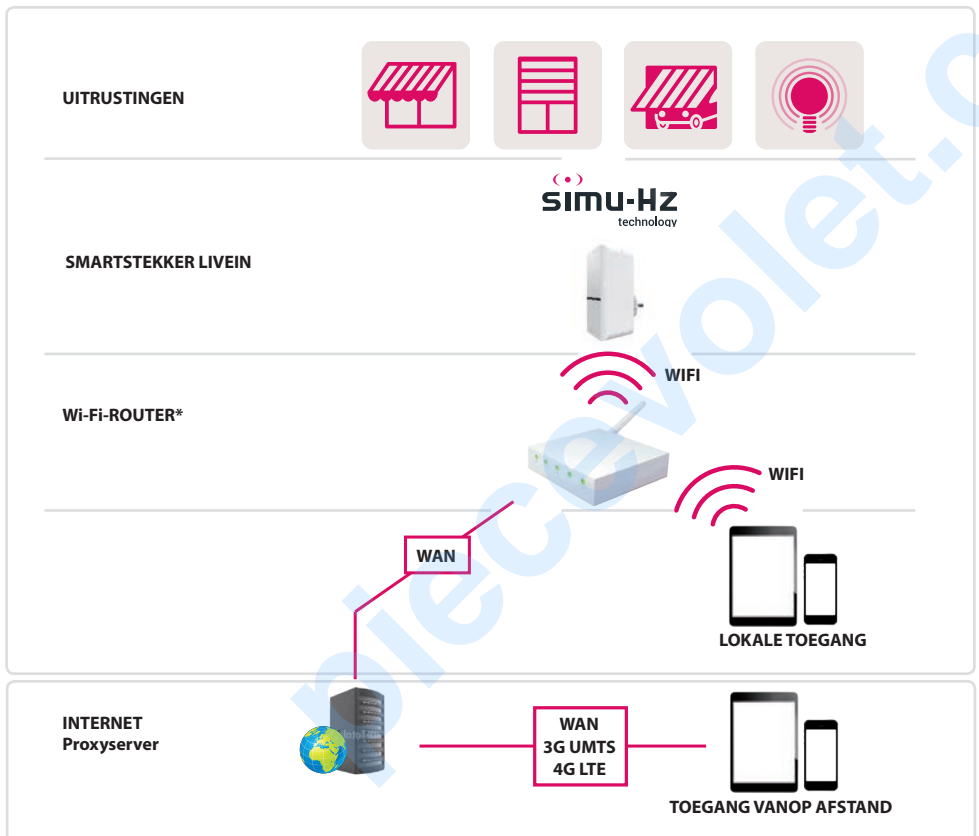 UITRUSTINGEN
simu-Hz
technology
SMARTSTEKKER LIVEIN
WIFI
Wi-Fi-ROUTER*
WIFI
WAN
LOKALE TOEGANG
INTERNET
Proxyserver
WAN
3G UMTS
4G LTE
TOEGANG VANOP AFSTAND
piecevolet.c